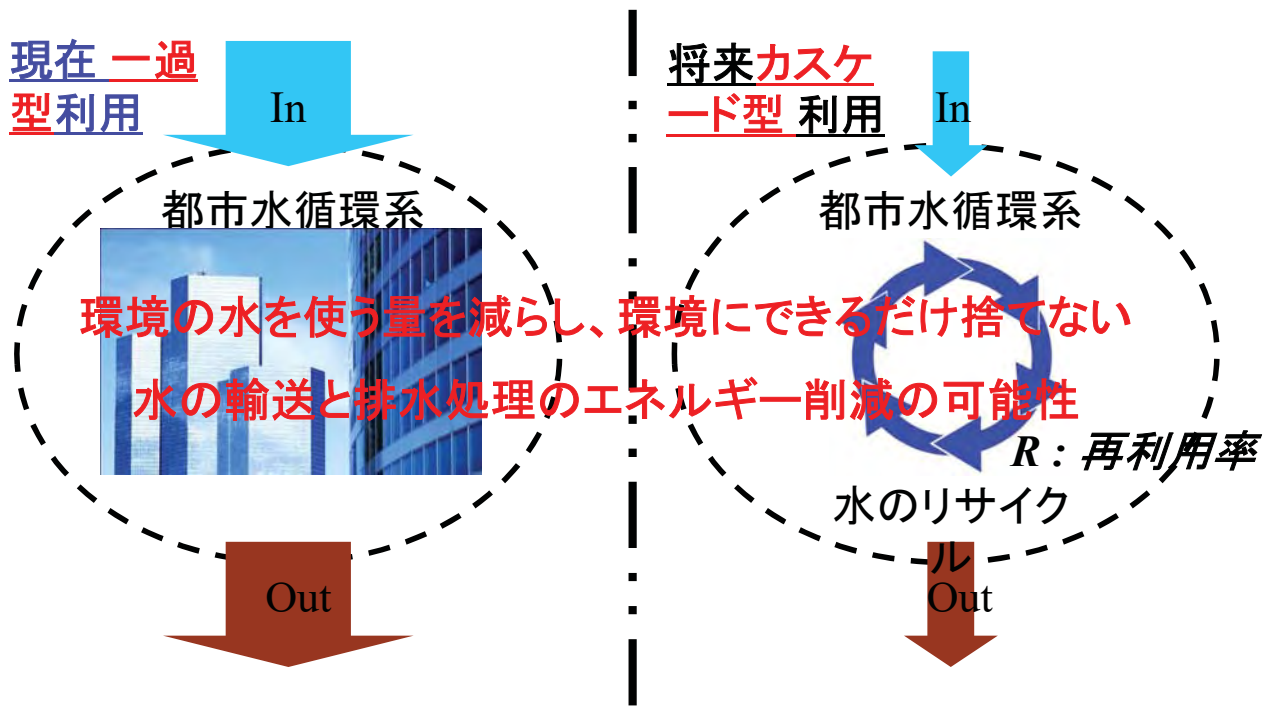 現在 一過
型利用
In
都市水循環系
Out
将来カスケ
ード型 利用
In
都市水循環系
環境の水を使う量を減らし、環境にできるだけ捨てない
水の輸送と排水処理のエネルギー削減の可能性
R : 再利用率
水のリサイク
ル
Out